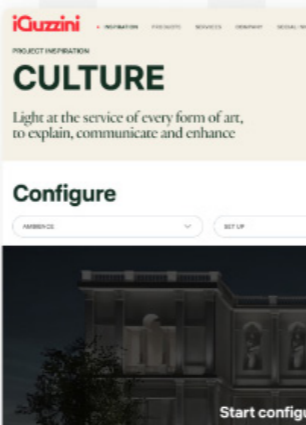 iGuzzini
INSPIRATION PRODUCTS SERVICES COMPANY
PROJECT INSPIRATION
CULTURE
Light at the service of every form of art,
to explain, communicate and enhance
Configure
AMBIENCE SET UP
Start configu